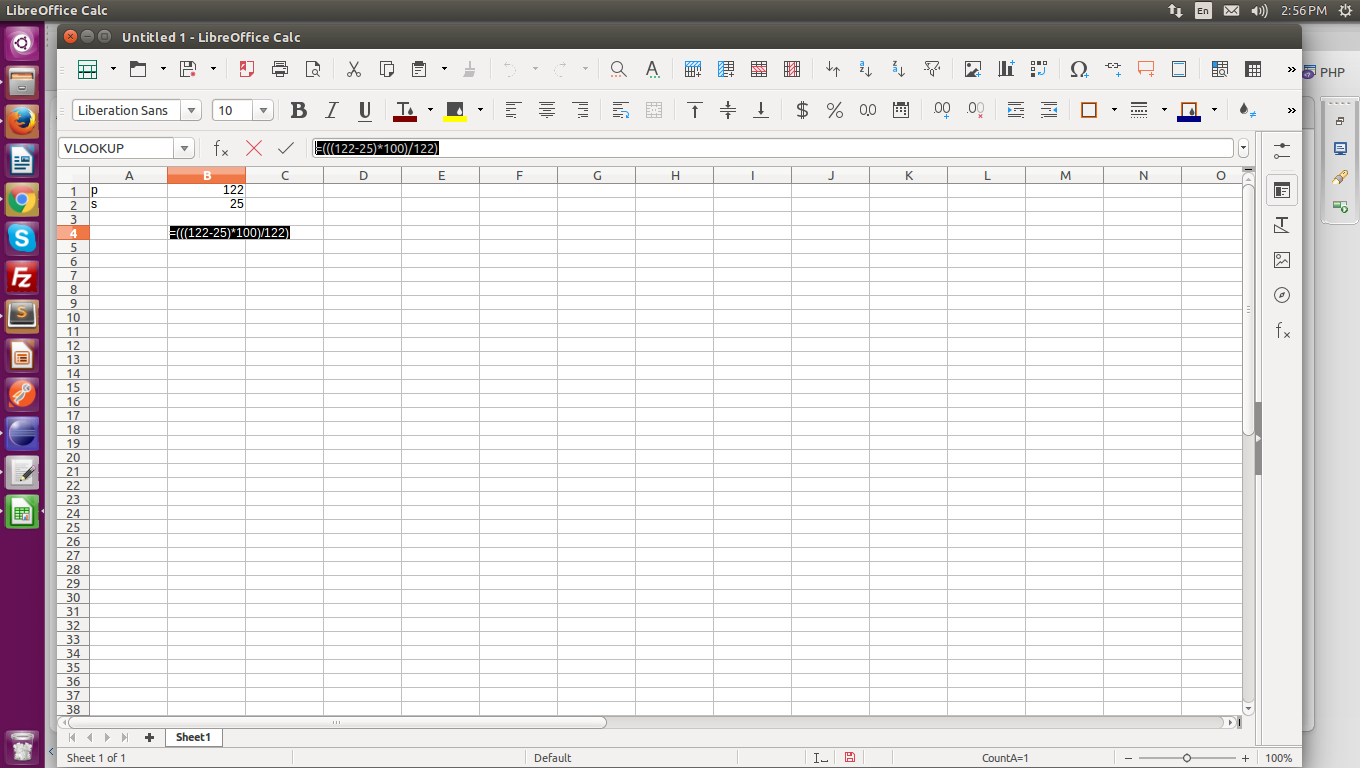 LibreOffice Calc
En
2:56 PM
Untitled 1 - LibreOffice Calc
PHP
Liberation Sans
10
VLOOKUP
=(((122-25)*100)/122)
A B C D E F G H I J K L M N O
1 p 122
2 s 25
3
4 =(((122-25)*100)/122)
5
6
7
8
9
10
11
12
13
14
15
16
17
18
19
20
21
22
23
24
25
26
27
28
29
30
31
32
33
34
35
36
37
38
Sheet1
Sheet 1 of 1
Default
CountA=1
100%